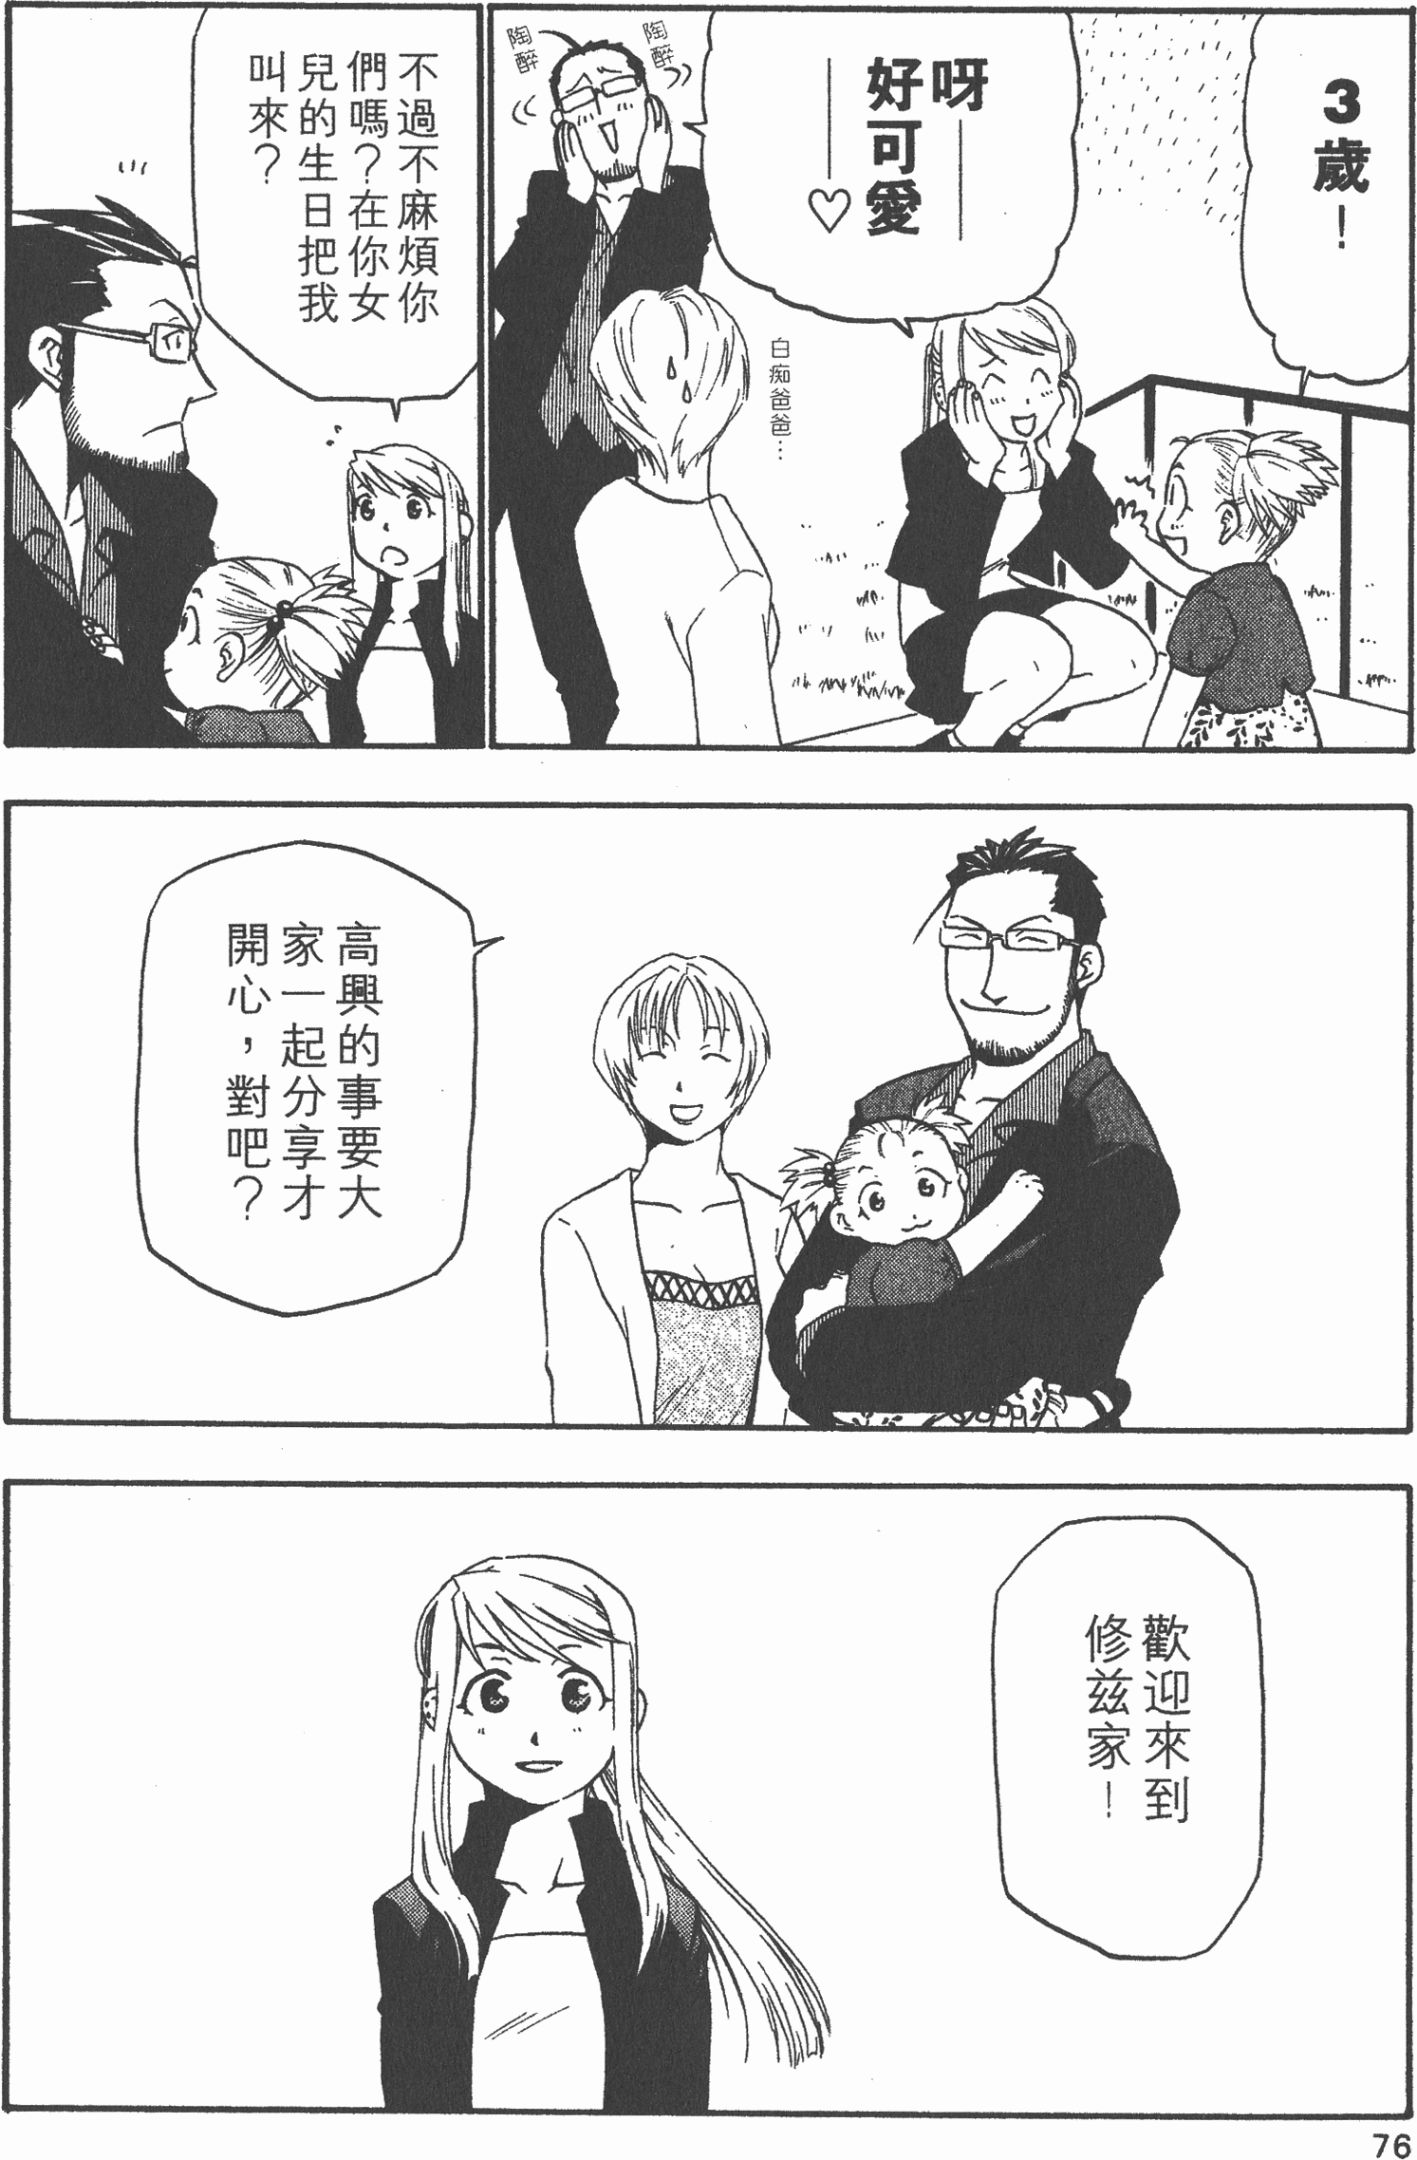 3歲！
呀——
好可愛
——♡
陶醉
陶醉
白痴爸爸…
不過不麻煩你
們嗎？在你女
兒的生日把我
叫來？
高興的事要大
家一起分享才
開心，對吧？
歡迎來到
修茲家！
76